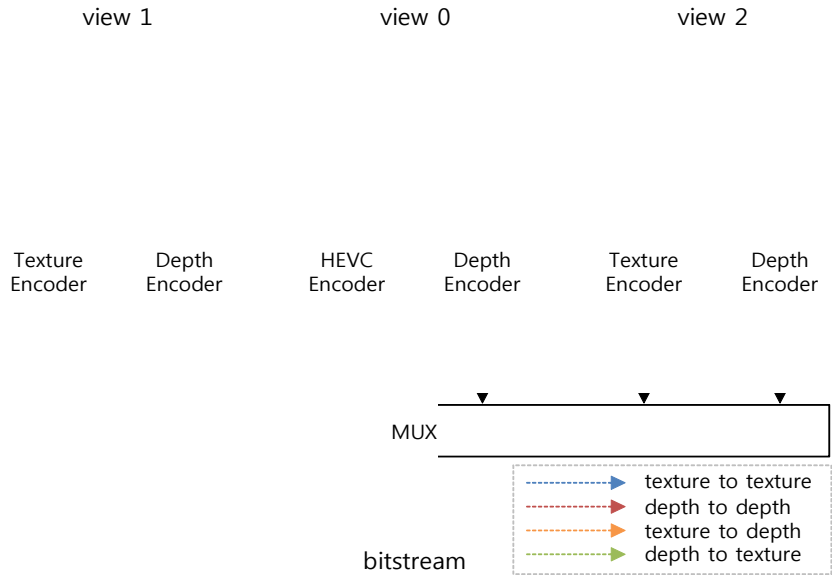 view 1 view 0 view 2
Texture Encoder
Depth Encoder
HEVC Encoder
Depth Encoder
Texture Encoder
Depth Encoder
MUX
texture to texture
depth to depth
texture to depth
depth to texture
bitstream